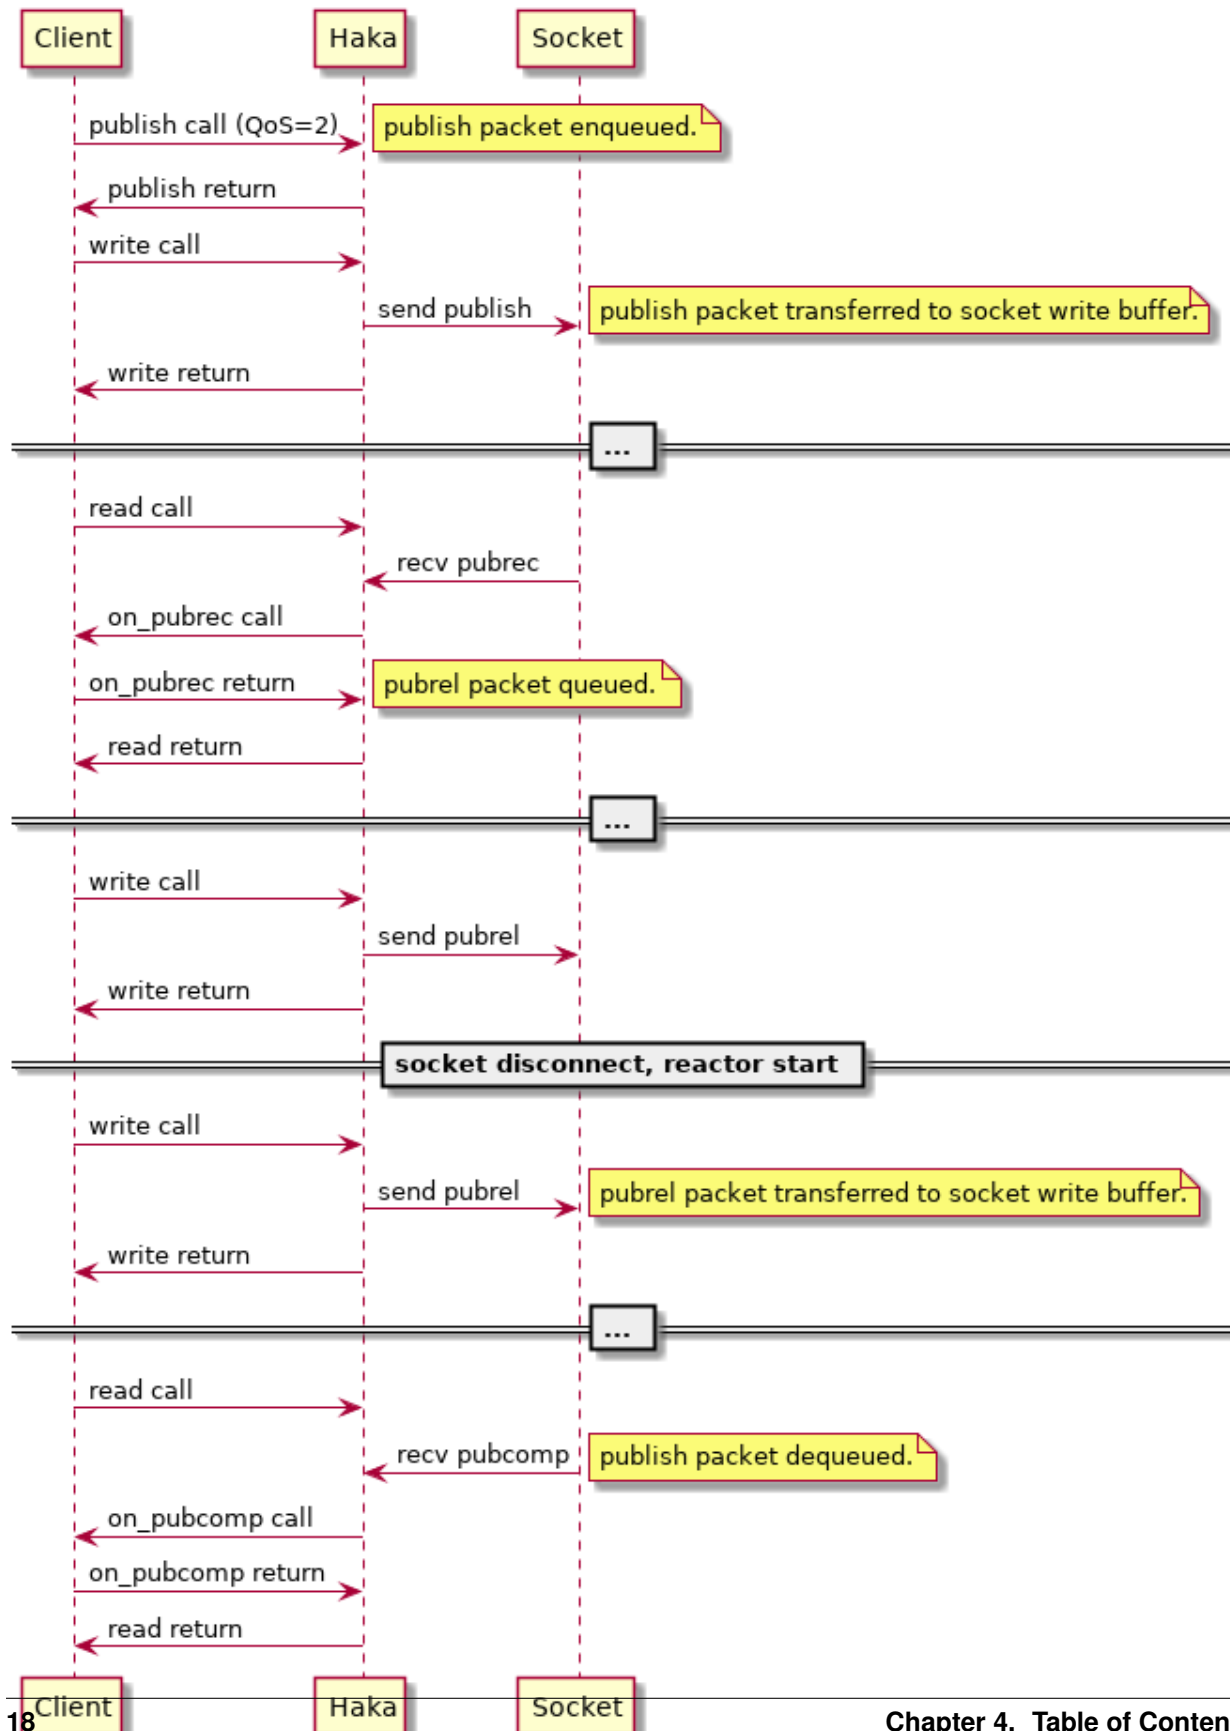 Client Haka Socket
publish call (QoS=2) publish packet enqueued.
publish return
write call
send publish publish packet transferred to socket write buffer.
write return
...
read call
recv pubrec
on_pubrec call
on_pubrec return pubrel packet queued.
read return
...
write call
send pubrel
write return
socket disconnect, reactor start
write call
send pubrel pubrel packet transferred to socket write buffer.
write return
...
read call
recv pubcomp publish packet dequeued.
on_pubcomp call
on_pubcomp return
read return
Client Haka Socket
18 Chapter 4. Table of Conten